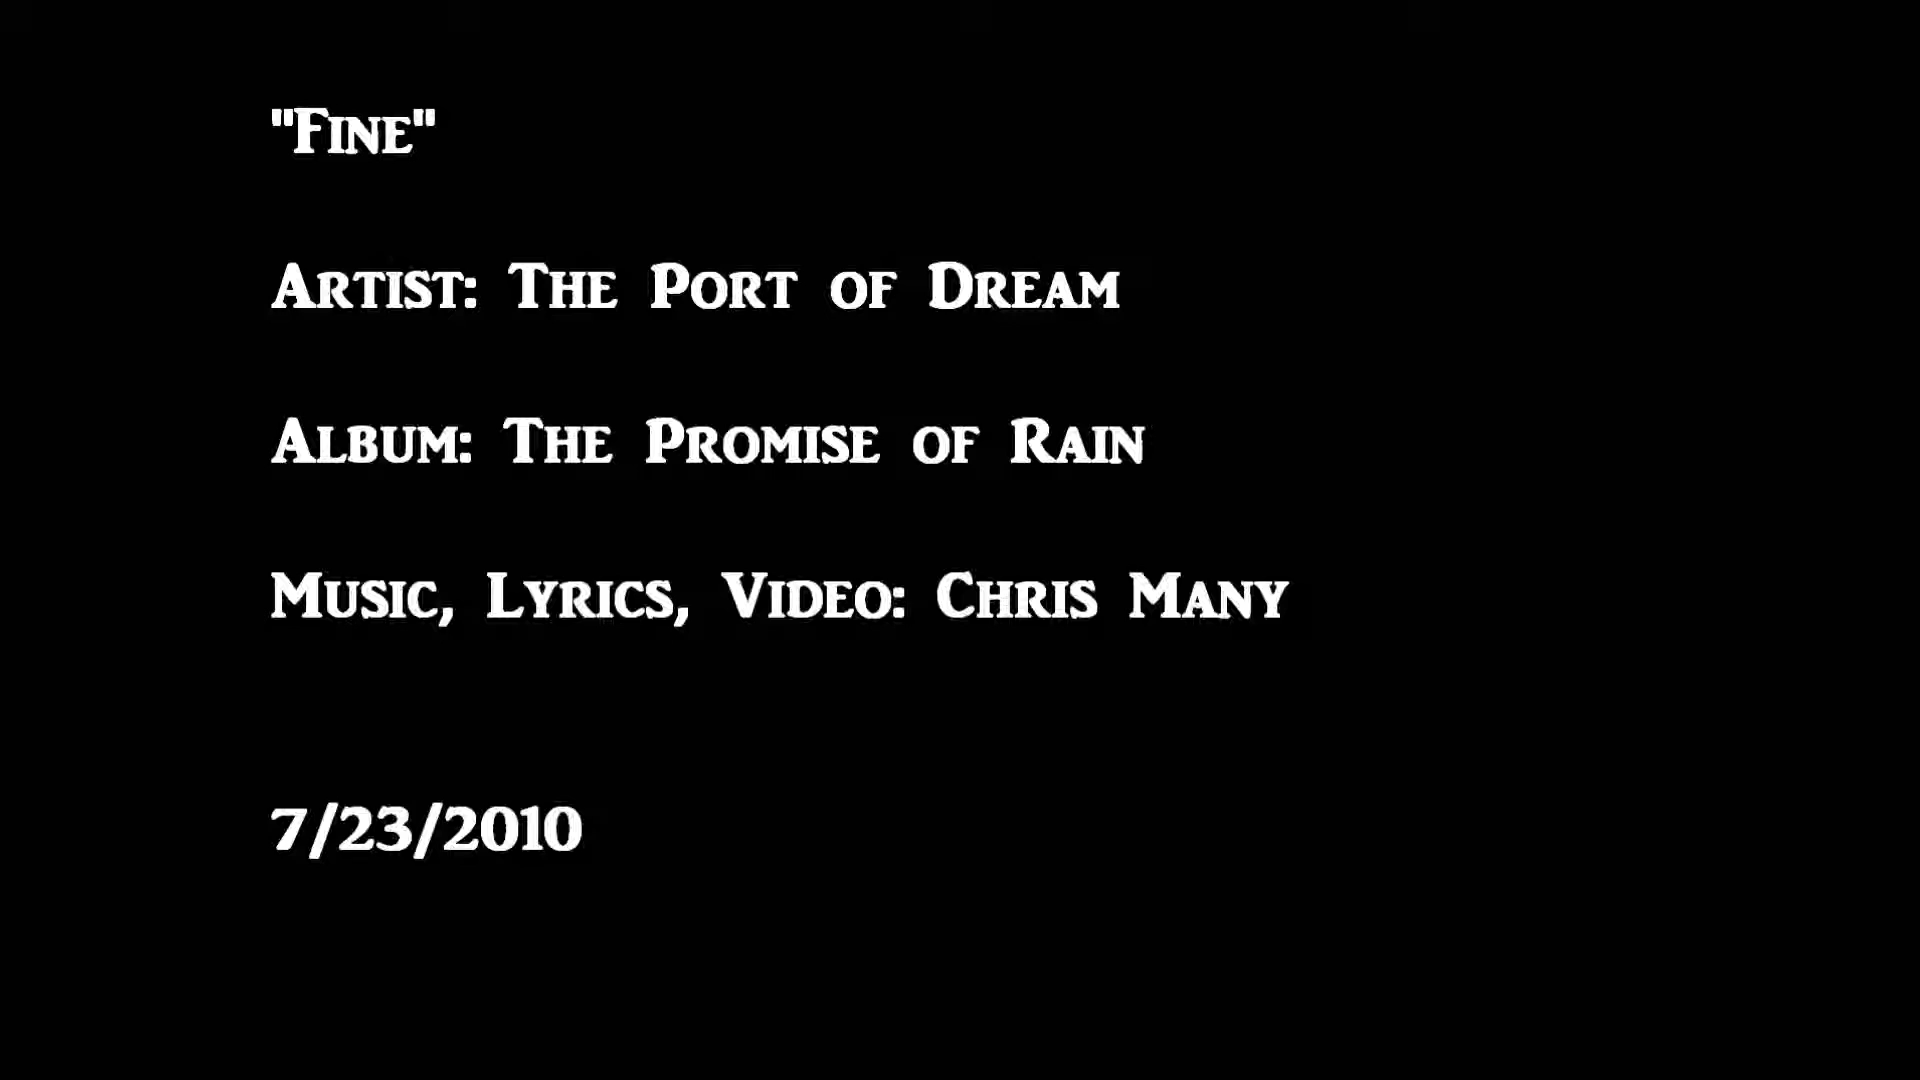 "Fine"
Artist: The Port of Dream
Album: The Promise of Rain
Music, Lyrics, Video: Chris Many
7/23/2010